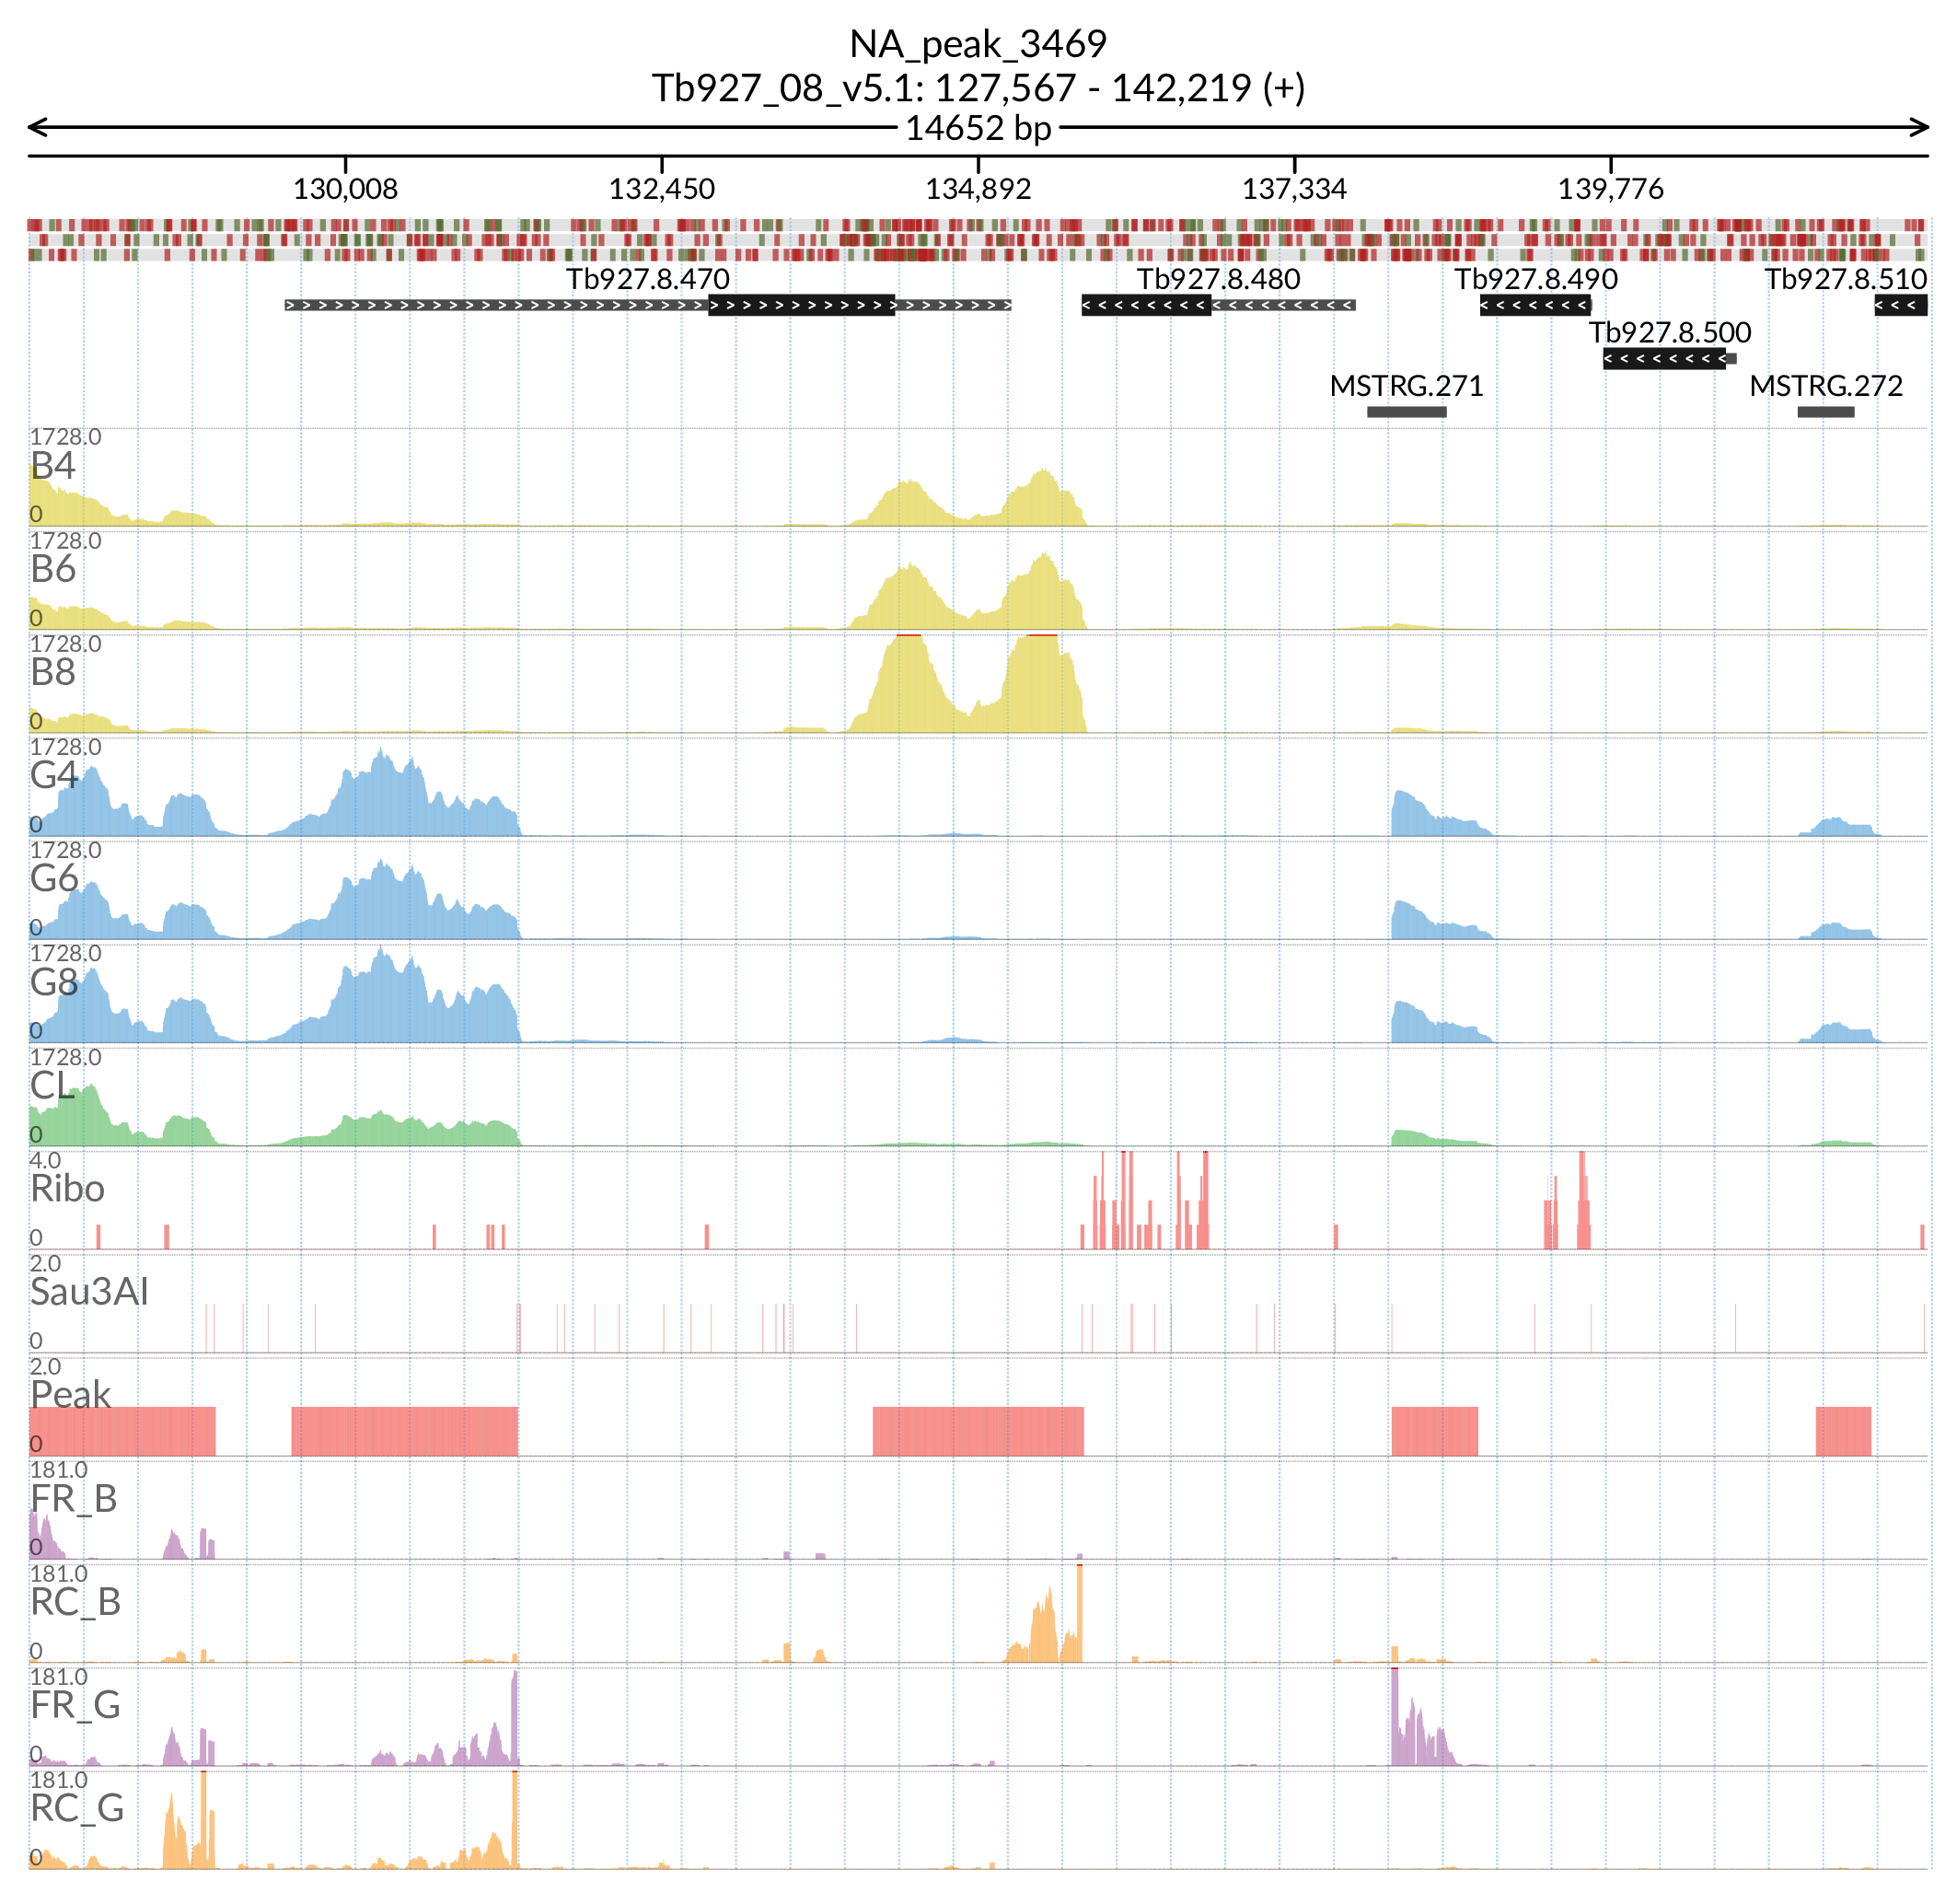 NA_peak_3469
Tb927_08_v5.1: 127,567 - 142,219 (+)
14652 bp
130,008 132,450 134,892 137,334 139,776
Tb927.8.470 Tb927.8.480 Tb927.8.490 Tb927.8.510
Tb927.8.500
MSTRG.271 MSTRG.272
1728.0
B4
0
1728.0
B6
0
1728.0
B8
0
1728.0
G4
0
1728.0
G6
0
1728.0
G8
0
1728.0
CL
0
4.0
Ribo
0
2.0
Sau3AI
0
2.0
Peak
0
181.0
FR_B
0
181.0
RC_B
0
181.0
FR_G
0
181.0
RC_G
0